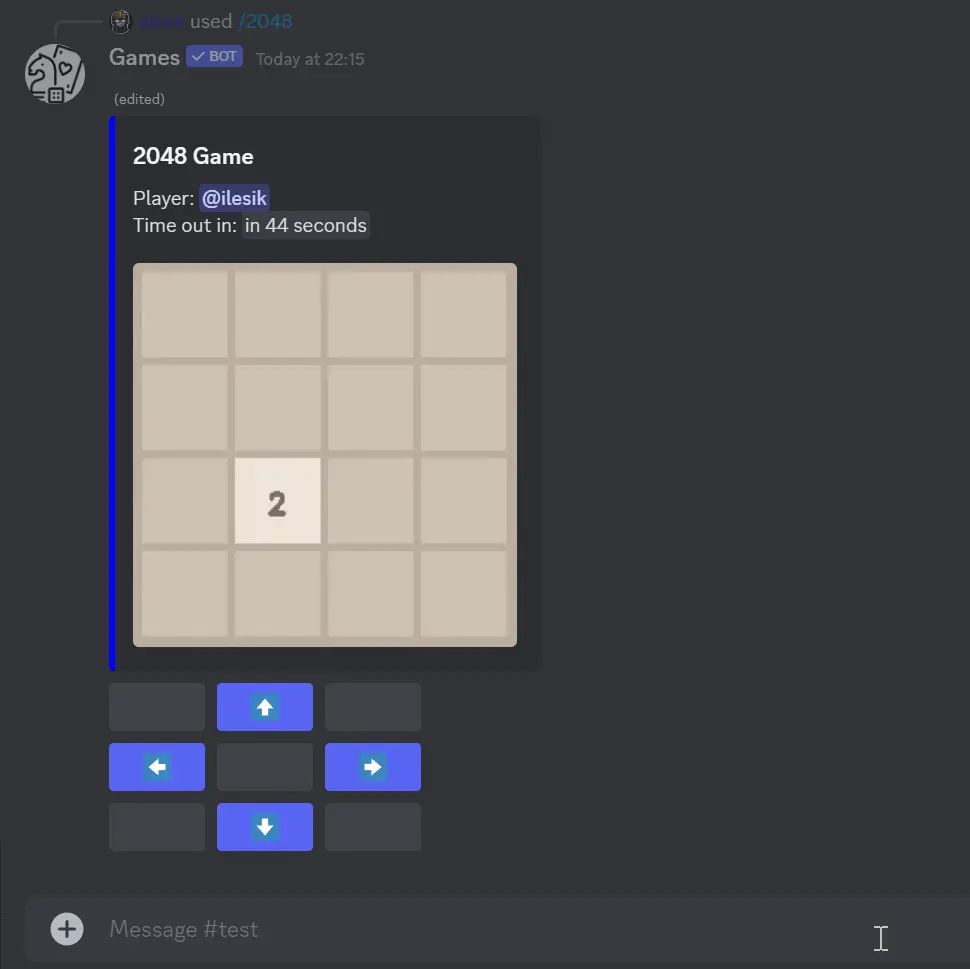 ilesik used /2048
Games BOT Today at 22:15
(edited)
2048 Game
Player: @ilesik
Time out in: in 44 seconds
2
Message #test